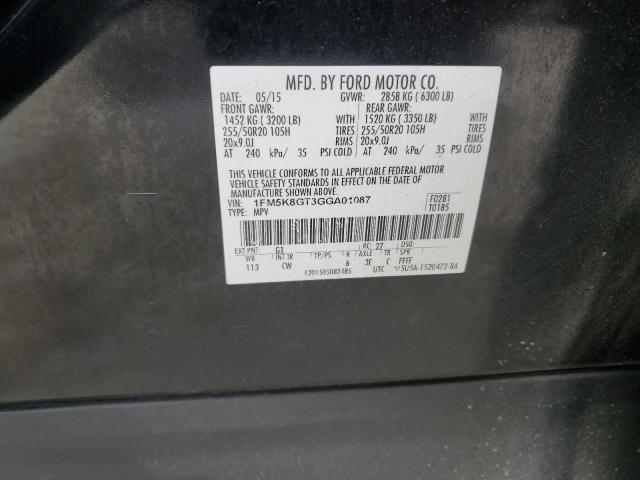 MFD. BY FORD MOTOR CO.
DATE: 05/15 GVWR: 2858 KG ( 6300 LB)
FRONT GAWR: REAR GAWR:
1452 KG ( 3200 LB) WITH 1520 KG ( 3350 LB) WITH
255/50R20 105H TIRES 255/50R20 105H TIRES
20x9.0J RIMS 20x9.0J RIMS
AT 240 kPa/ 35 PSI COLD AT 240 kPa/ 35 PSI COLD
THIS VEHICLE CONFORMS TO ALL APPLICABLE FEDERAL MOTOR
VEHICLE SAFETY STANDARDS IN EFFECT ON THE DATE OF
MANUFACTURE SHOWN ABOVE.
VIN: 1FM5K8GT3GGA01087 F0281
TYPE: MPV T0185
EXT PNT: G1 RC: 27 DSO:
WB INT TR TP/PS R AXLE TR SPR
113 CW 6 3E C FFFF
UTC